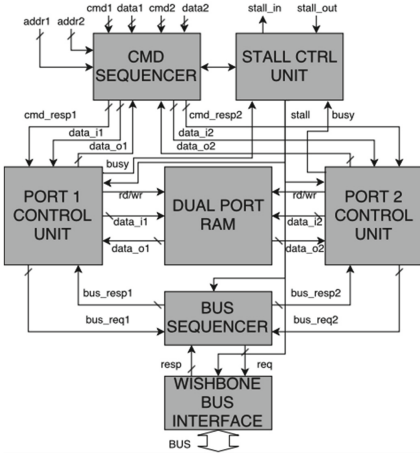 cmd1 data1 cmd2 data2 stall_in stall_out
addr1 addr2
CMD
SEQUENCER
STALL CTRL
UNIT
cmd_resp1 cmd_resp2 stall busy
data_i1 data_i2
data_o1 data_o2
busy
PORT 1
CONTROL
UNIT
DUAL PORT
RAM
PORT 2
CONTROL
UNIT
rd/wr rd/wr
data_i1 data_i2
data_o1 data_o2
bus_resp1 bus_resp2
BUS
SEQUENCER
bus_req1 bus_req2
resp req
WISHBONE
BUS
INTERFACE
BUS